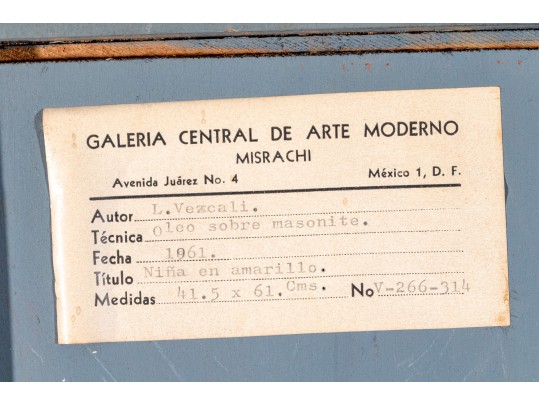 GALERIA CENTRAL DE ARTE MODERNO
MISRACHI
Avenida Juárez No. 4 México 1, D. F.
Autor L.Vezcali.
Técnica Oleo sobre masonite.
Fecha 1961.
Título Niña en amarillo.
Medidas 41.5 x 61.Cms. No V-266-314